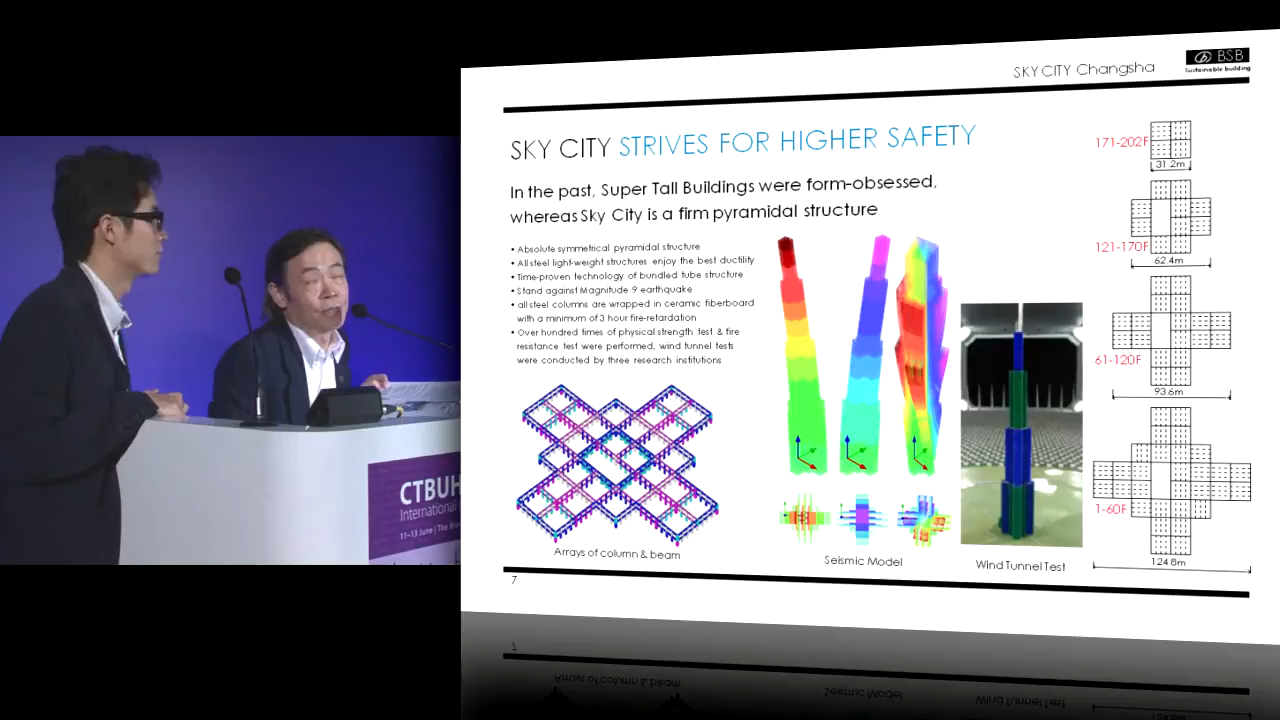 SKY CITY Changsha
BSB
Sustainable building
SKY CITY STRIVES FOR HIGHER SAFETY
In the past, Super Tall Buildings were form-obsessed,
whereas Sky City is a firm pyramidal structure
• Absolute symmetrical pyramidal structure
• All steel light-weight structures enjoy the best ductility
• Time-proven technology of bundled tube structure
• Stand against Magnitude 9 earthquake
• all steel columns are wrapped in ceramic fiberboard
with a minimum of 3 hour fire-retardation
• Over hundred times of physical strength test & fire
resistance test were performed, wind tunnel tests
were conducted by three research institutions
Arrays of column & beam
Seismic Model
Wind Tunnel Test
171-202F
31.2m
121-170F
62.4m
61-120F
93.6m
1-60F
124.8m
7
CTBUH
International
11–13 June | The